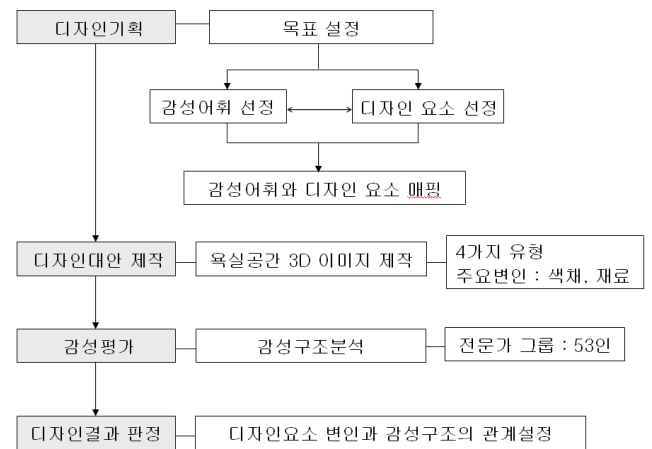 디자인기획
목표 설정
감성어휘 선정
디자인 요소 선정
감성어휘와 디자인 요소 매핑
디자인대안 제작
욕실공간 3D 이미지 제작
4가지 유형
주요변인 : 색채, 재료
감성평가
감성구조분석
전문가 그룹 : 53인
디자인결과 판정
디자인요소 변인과 감성구조의 관계설정